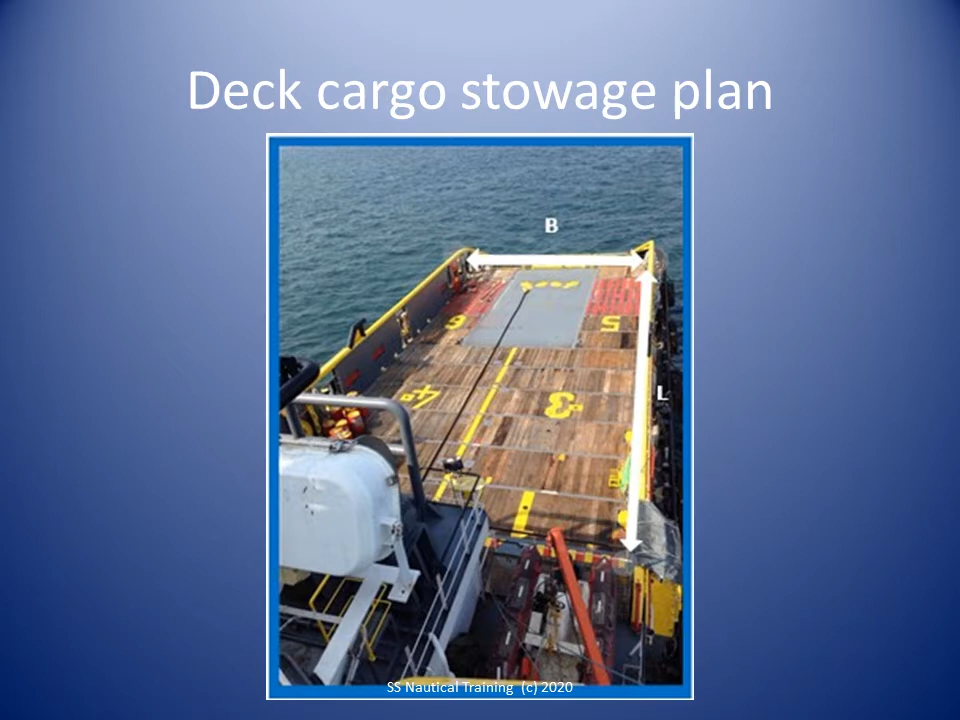 Deck cargo stowage plan
B
6
5
L
4.
3.
SS Nautical Training (c) 2020